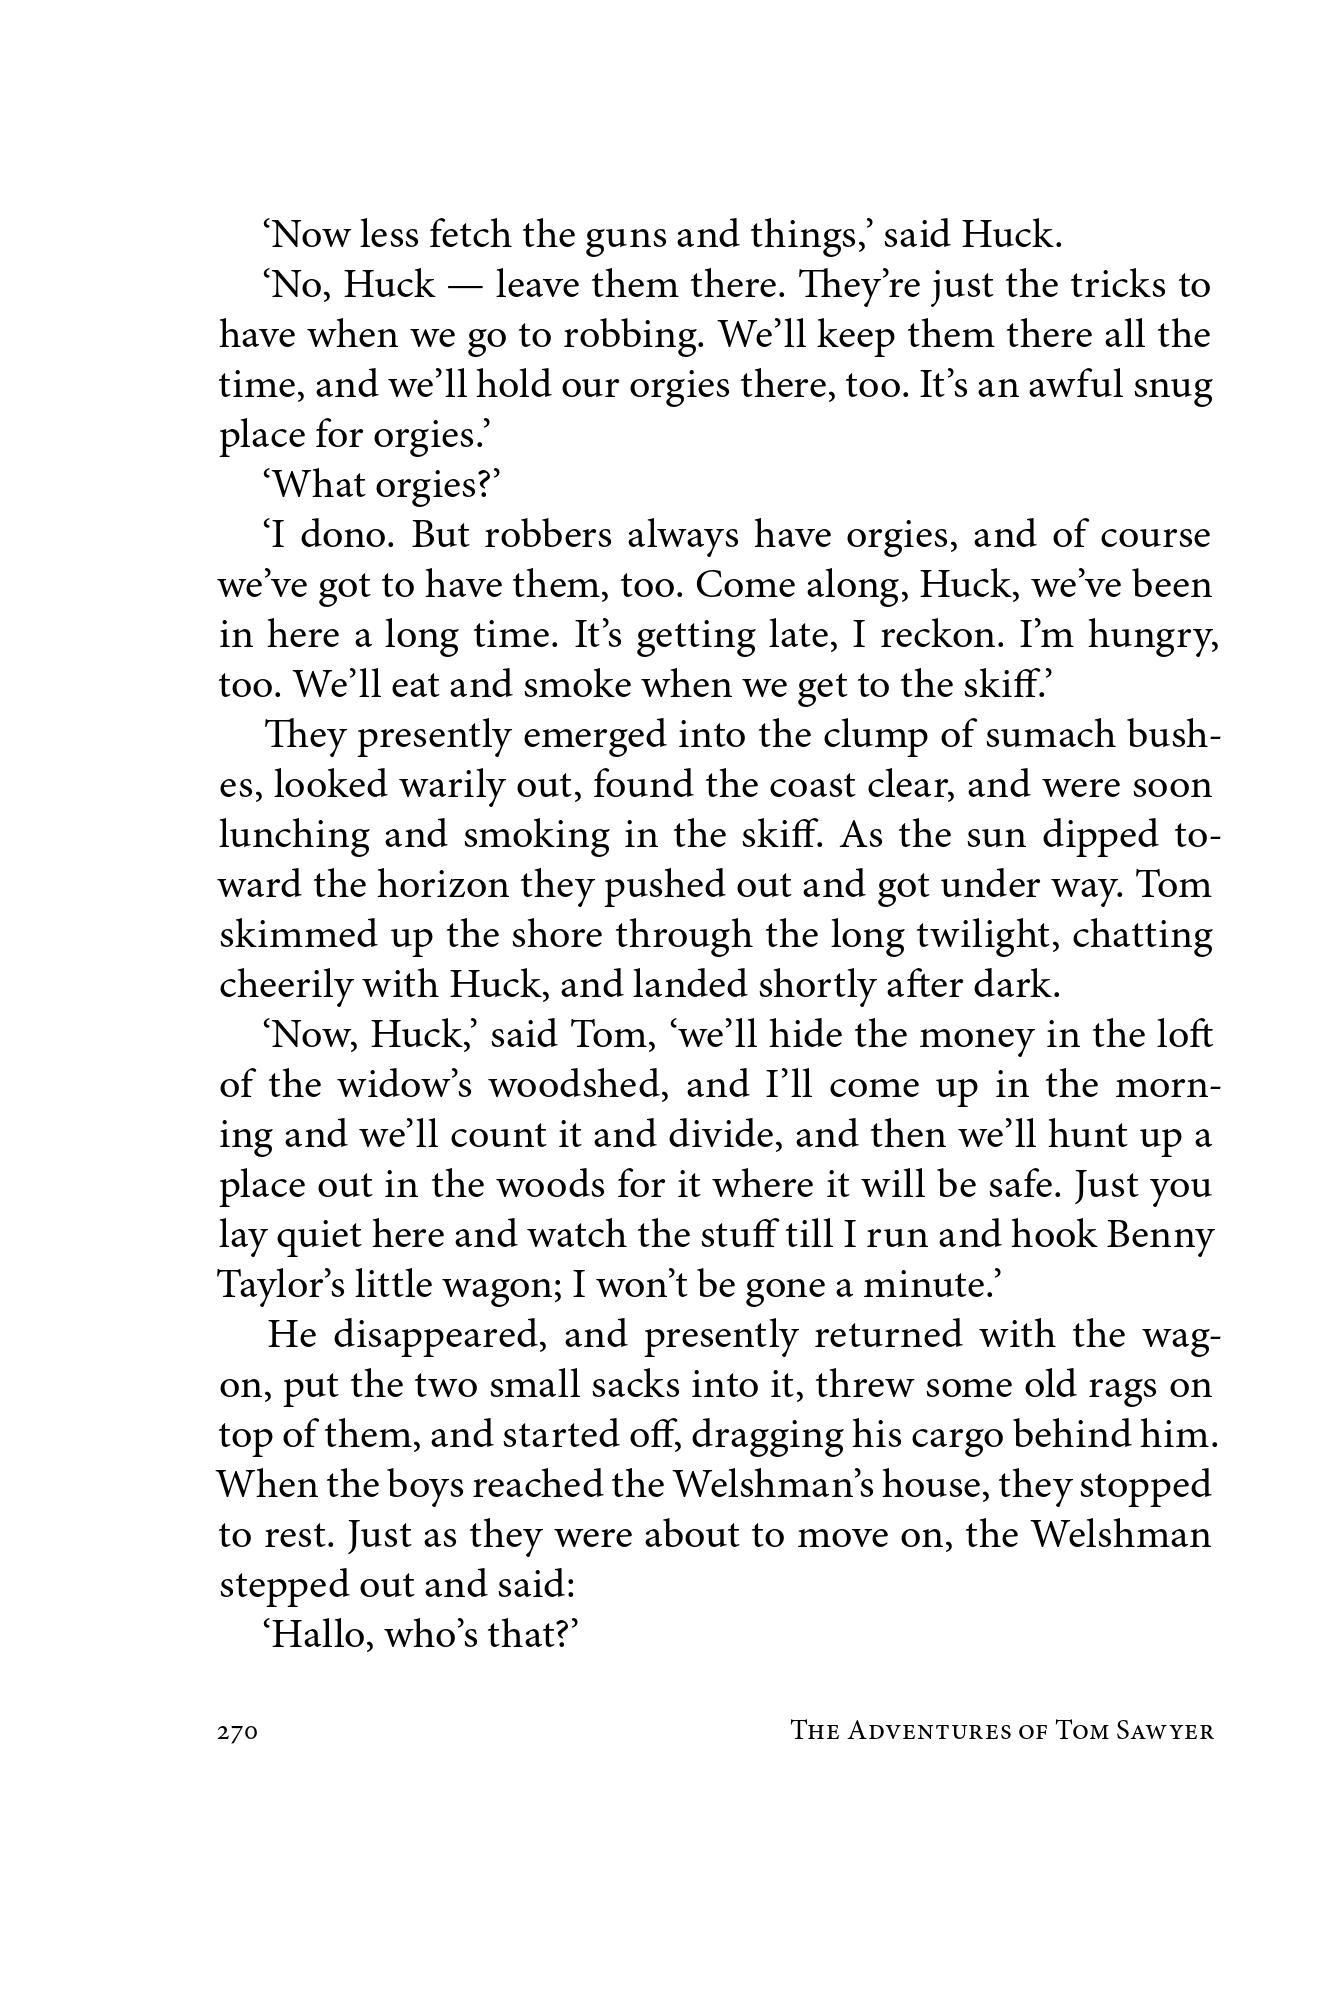 ‘Now less fetch the guns and things,’ said Huck.
‘No, Huck — leave them there. They’re just the tricks to
have when we go to robbing. We’ll keep them there all the
time, and we’ll hold our orgies there, too. It’s an awful snug
place for orgies.’
‘What orgies?’
‘I dono. But robbers always have orgies, and of course
we’ve got to have them, too. Come along, Huck, we’ve been
in here a long time. It’s getting late, I reckon. I’m hungry,
too. We’ll eat and smoke when we get to the skiff.’
They presently emerged into the clump of sumach bush-
es, looked warily out, found the coast clear, and were soon
lunching and smoking in the skiff. As the sun dipped to-
ward the horizon they pushed out and got under way. Tom
skimmed up the shore through the long twilight, chatting
cheerily with Huck, and landed shortly after dark.
‘Now, Huck,’ said Tom, ‘we’ll hide the money in the loft
of the widow’s woodshed, and I’ll come up in the morn-
ing and we’ll count it and divide, and then we’ll hunt up a
place out in the woods for it where it will be safe. Just you
lay quiet here and watch the stuff till I run and hook Benny
Taylor’s little wagon; I won’t be gone a minute.’
He disappeared, and presently returned with the wag-
on, put the two small sacks into it, threw some old rags on
top of them, and started off, dragging his cargo behind him.
When the boys reached the Welshman’s house, they stopped
to rest. Just as they were about to move on, the Welshman
stepped out and said:
‘Hallo, who’s that?’
270 The Adventures of Tom Sawyer